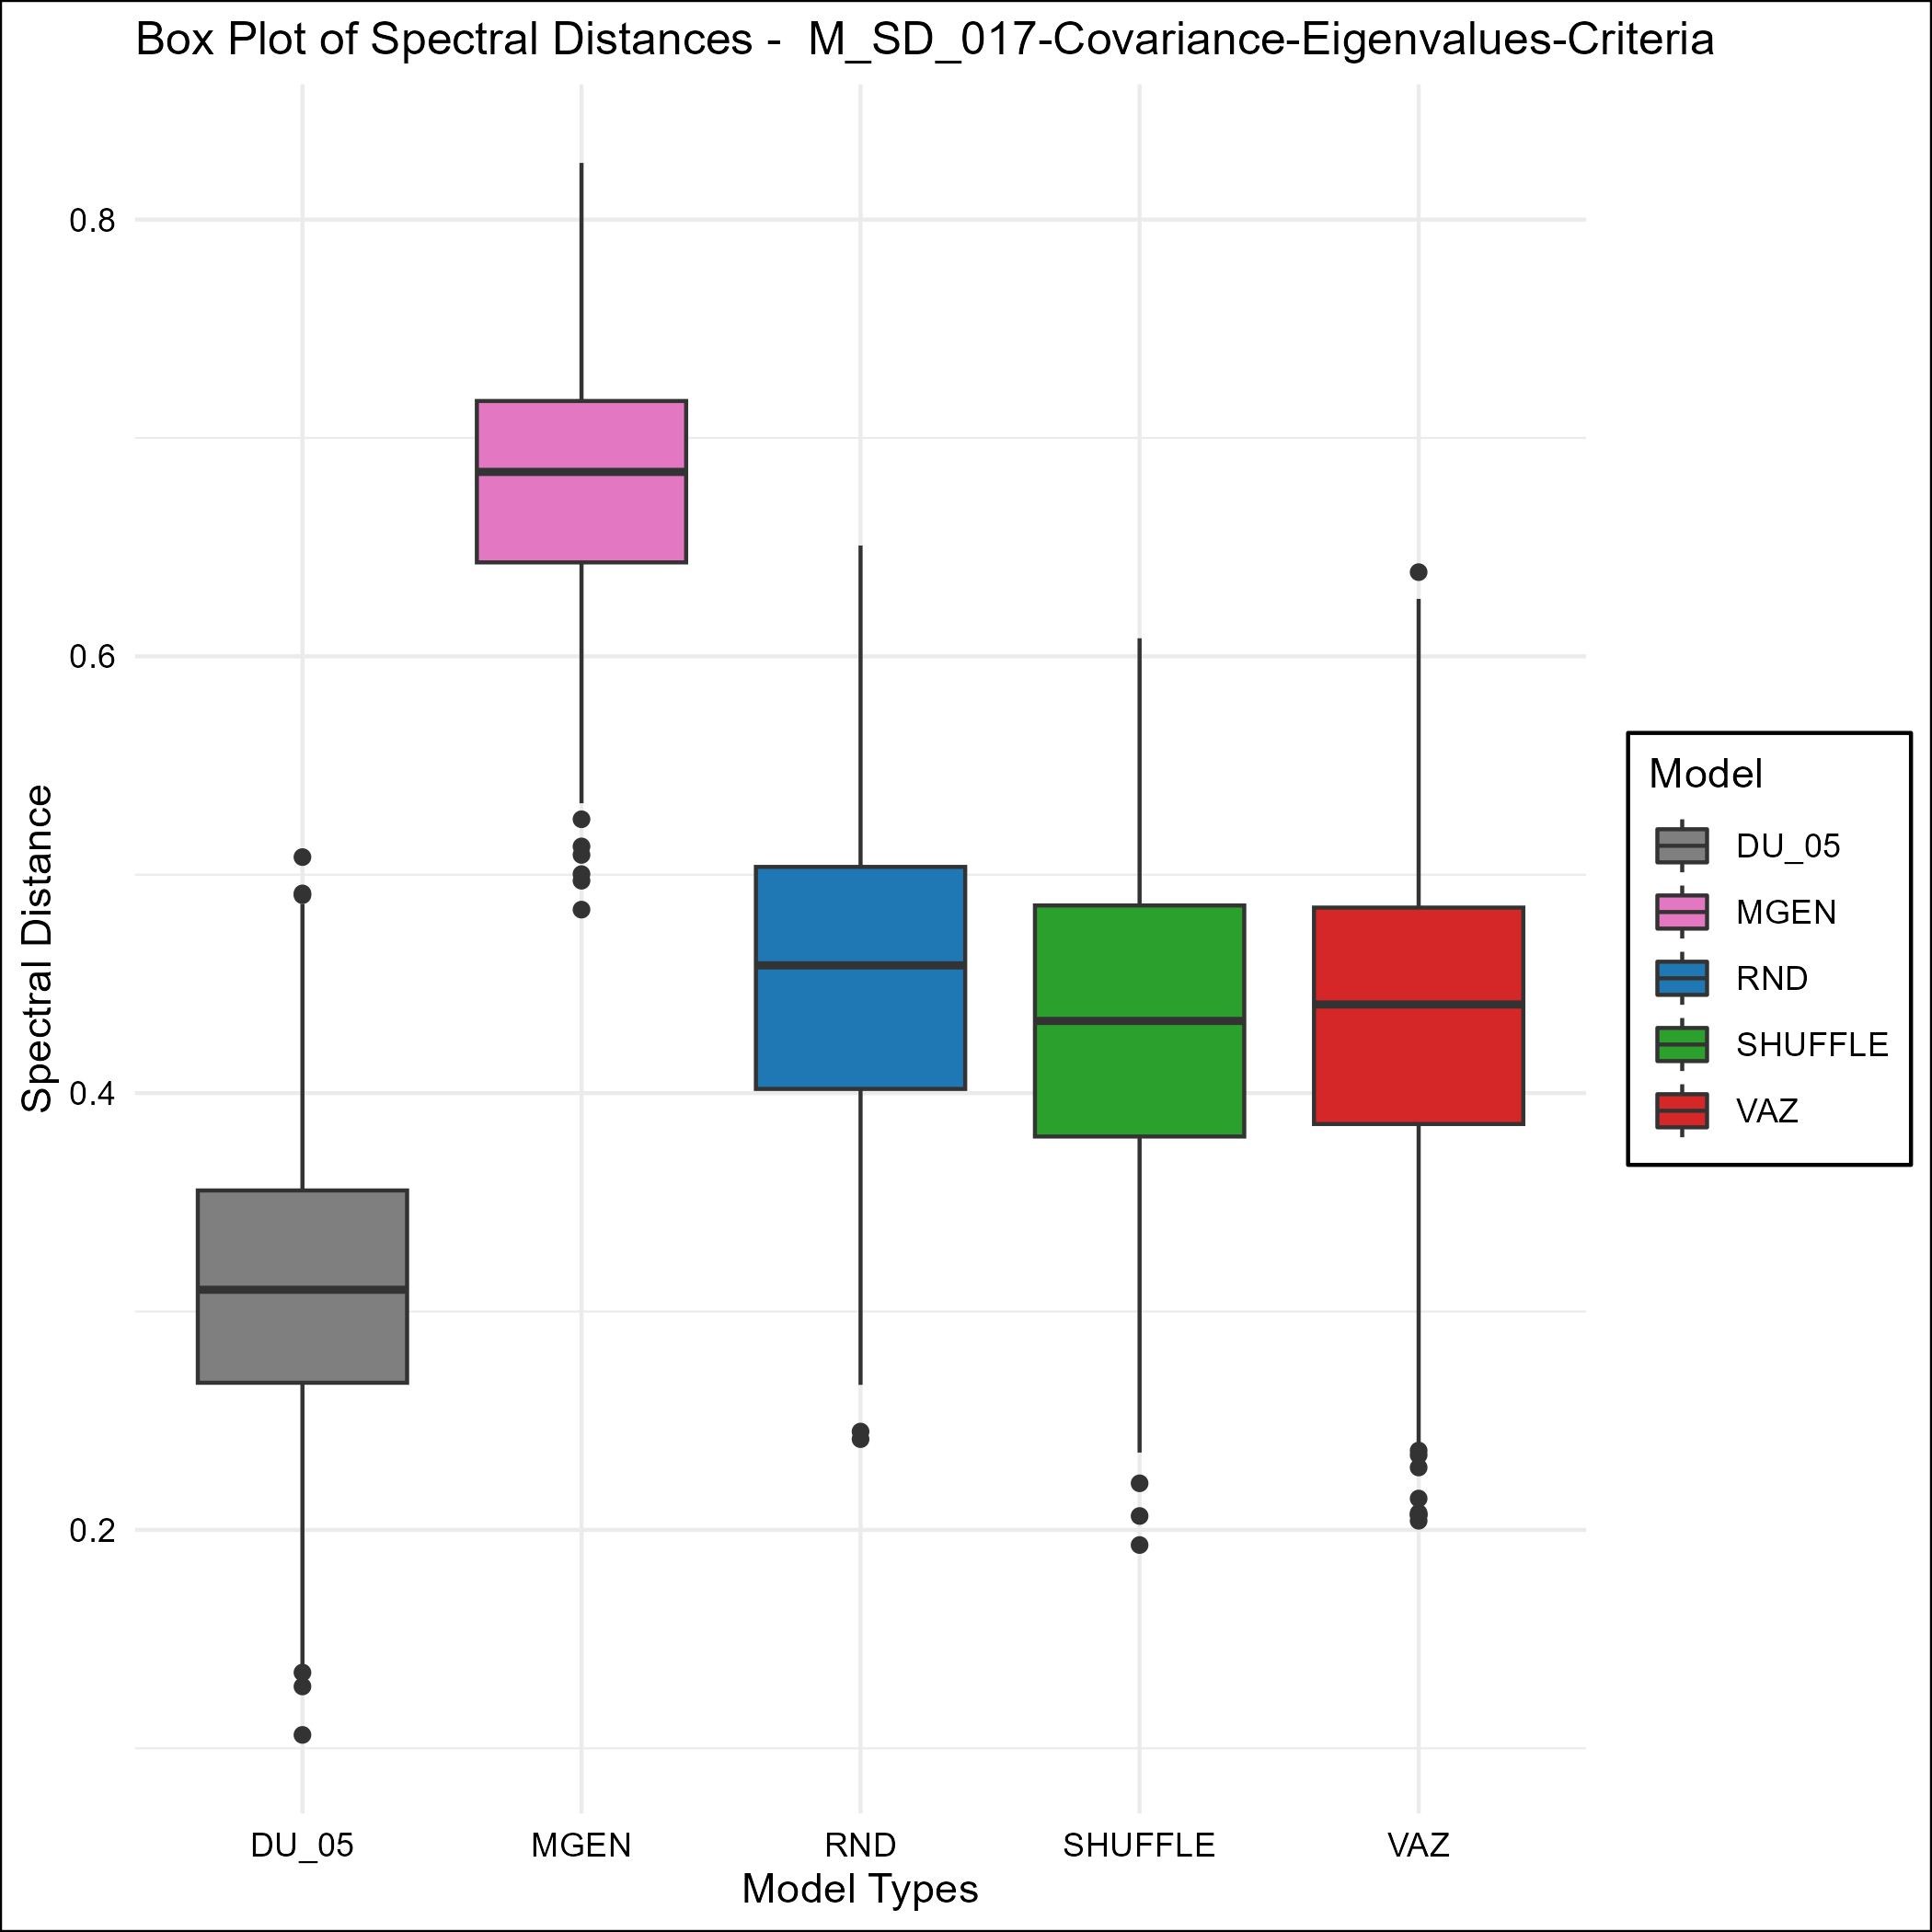 Box Plot of Spectral Distances -  M_SD_017-Covariance-Eigenvalues-Criteria
Spectral Distance
0.8
0.6
0.4
0.2
DU_05
MGEN
RND
SHUFFLE
VAZ
Model Types
Model
DU_05
MGEN
RND
SHUFFLE
VAZ